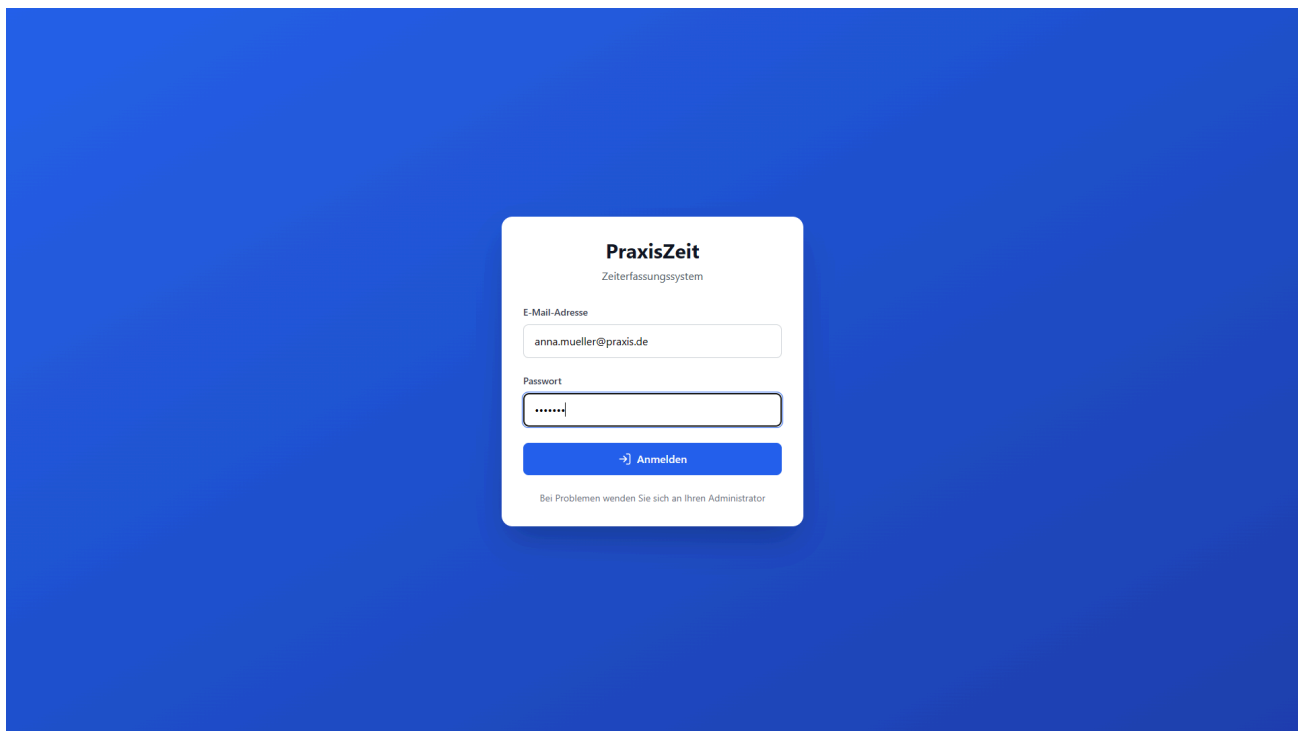 PraxisZeit
Zeiterfassungssystem
E-Mail-Adresse
anna.mueller@praxis.de
Passwort
•••••••
Anmelden
Bei Problemen wenden Sie sich an Ihren Administrator